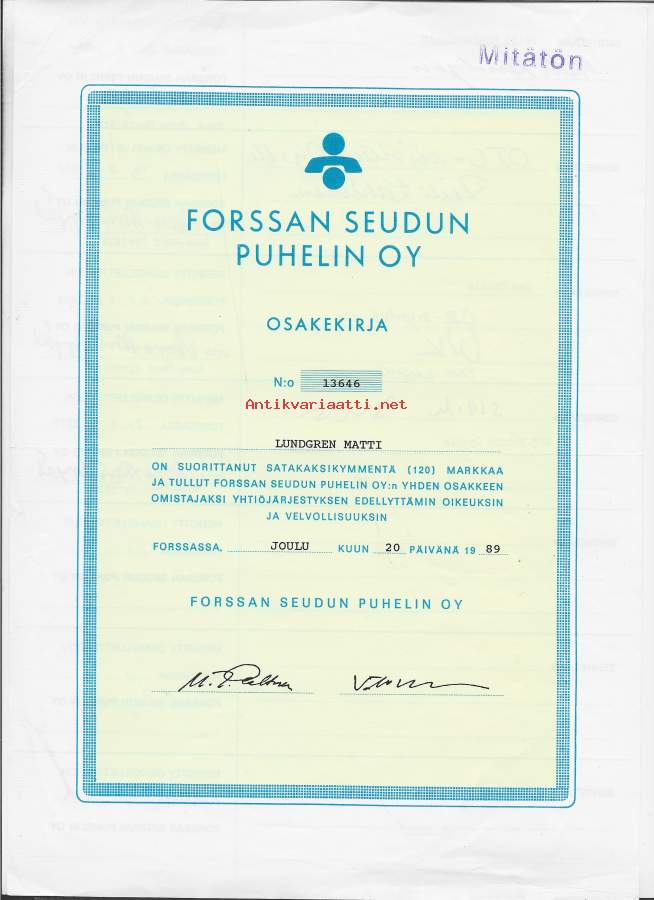 Mitätön
FORSSAN SEUDUN
PUHELIN OY
OSAKEKIRJA
N:o 13646
Antikvariaatti.net
LUNDGREN MATTI
ON SUORITTANUT SATAKAKSIKYMMENTÄ (120) MARKKAA
JA TULLUT FORSSAN SEUDUN PUHELIN OY:n YHDEN OSAKKEEN
OMISTAJAKSI YHTIÖJÄRJESTYKSEN EDELLYTTÄMIN OIKEUKSIN
JA VELVOLLISUUKSIN
FORSSASSA, JOULU KUUN 20 PÄIVÄNÄ 19 89
FORSSAN SEUDUN PUHELIN OY